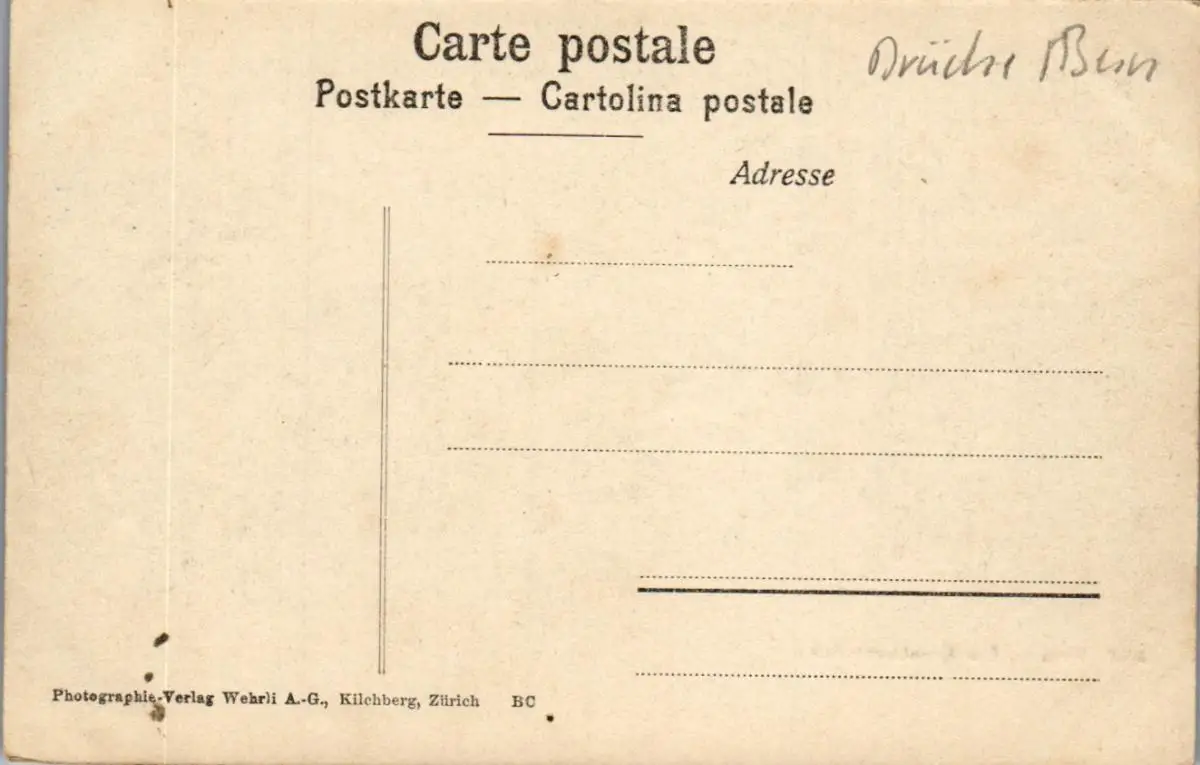 Carte postale
Brücke Bern
Postkarte — Cartolina postale
Adresse
Photographie-Verlag Wehrli A.-G., Kilchberg, Zürich BC